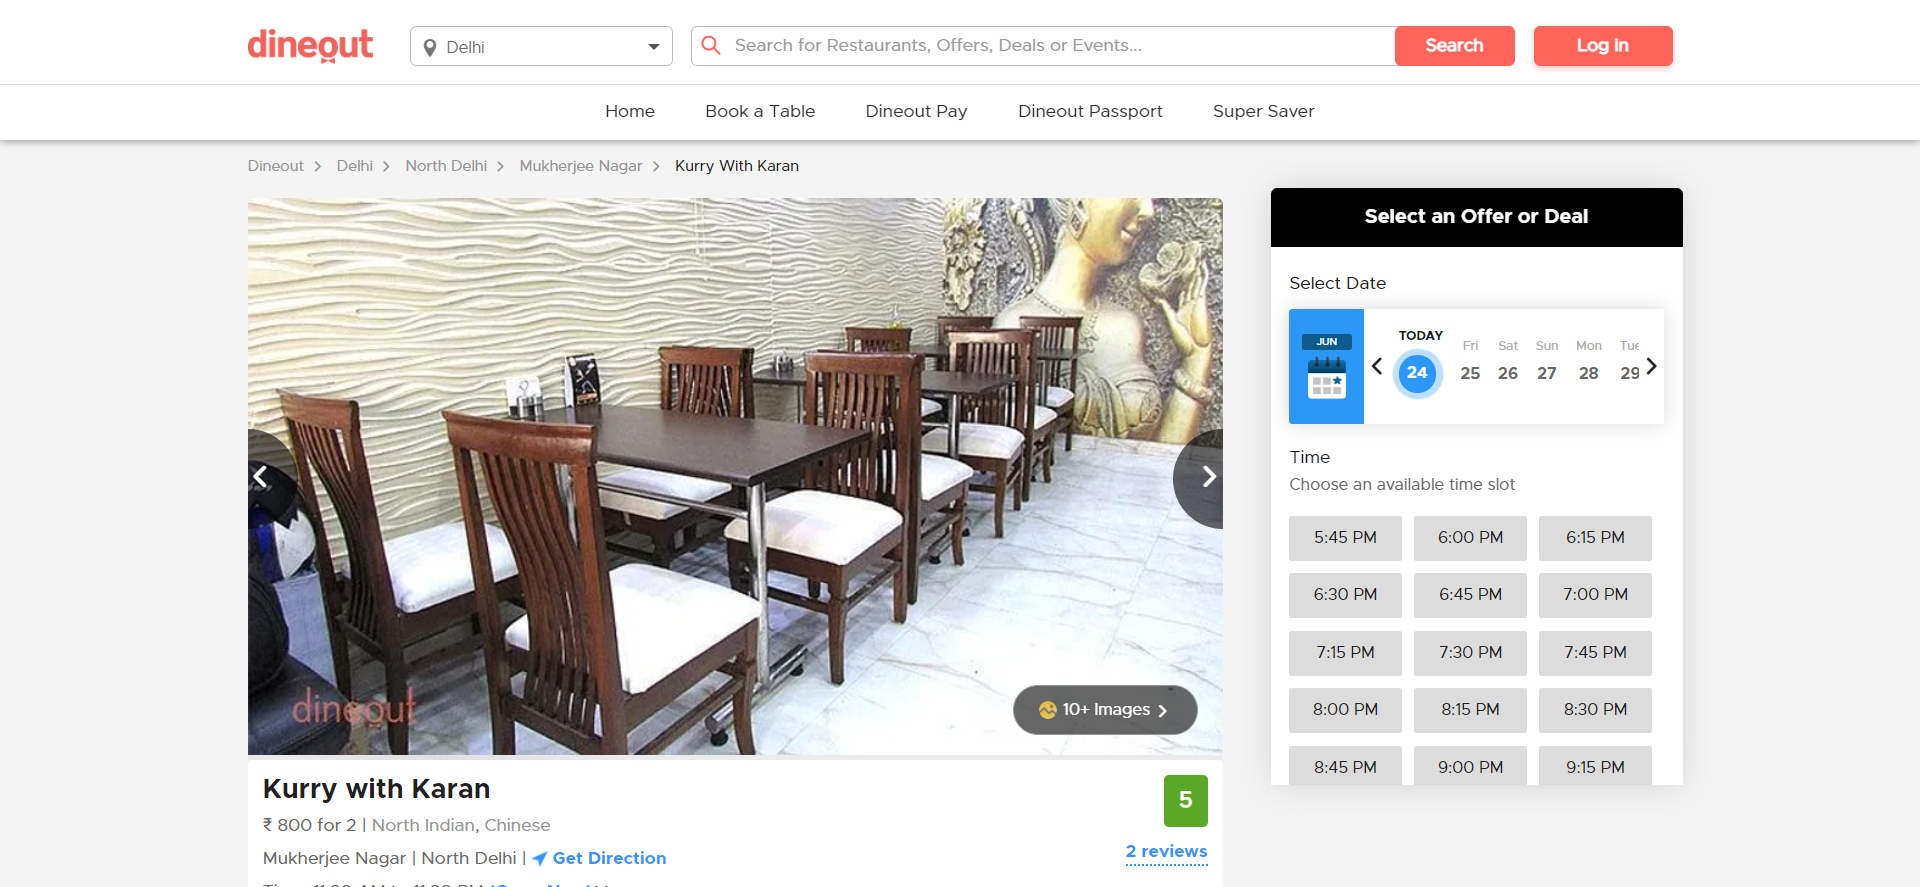 dineout
Delhi
Search for Restaurants, Offers, Deals or Events...
Search
Log in
Home
Book a Table
Dineout Pay
Dineout Passport
Super Saver
Dineout > Delhi > North Delhi > Mukherjee Nagar > Kurry With Karan
dineout
10+ Images
Kurry with Karan
5
₹ 800 for 2 | North Indian, Chinese
Mukherjee Nagar | North Delhi | Get Direction
2 reviews
Select an Offer or Deal
Select Date
JUN
TODAY Fri Sat Sun Mon Tue
24 25 26 27 28 29
Time
Choose an available time slot
5:45 PM 6:00 PM 6:15 PM
6:30 PM 6:45 PM 7:00 PM
7:15 PM 7:30 PM 7:45 PM
8:00 PM 8:15 PM 8:30 PM
8:45 PM 9:00 PM 9:15 PM